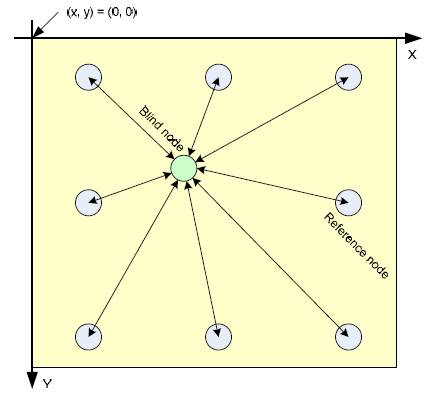 (x, y) = (0, 0)
X
Blind node
Reference node
Y